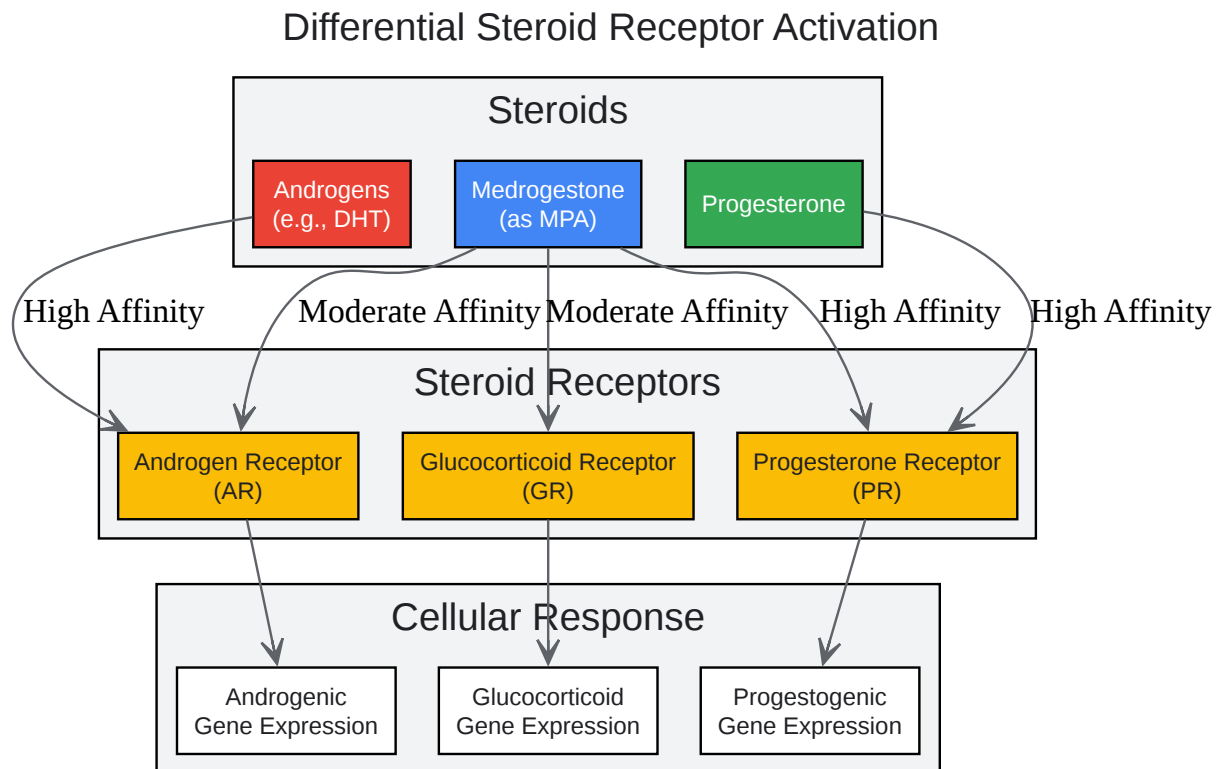 Differential Steroid Receptor Activation
Steroids
Androgens
(e.g., DHT)
Medrogestone
(as MPA)
Progesterone
High Affinity
Moderate Affinity
Moderate Affinity
High Affinity
High Affinity
Steroid Receptors
Androgen Receptor
(AR)
Glucocorticoid Receptor
(GR)
Progesterone Receptor
(PR)
Cellular Response
Androgenic
Gene Expression
Glucocorticoid
Gene Expression
Progestogenic
Gene Expression